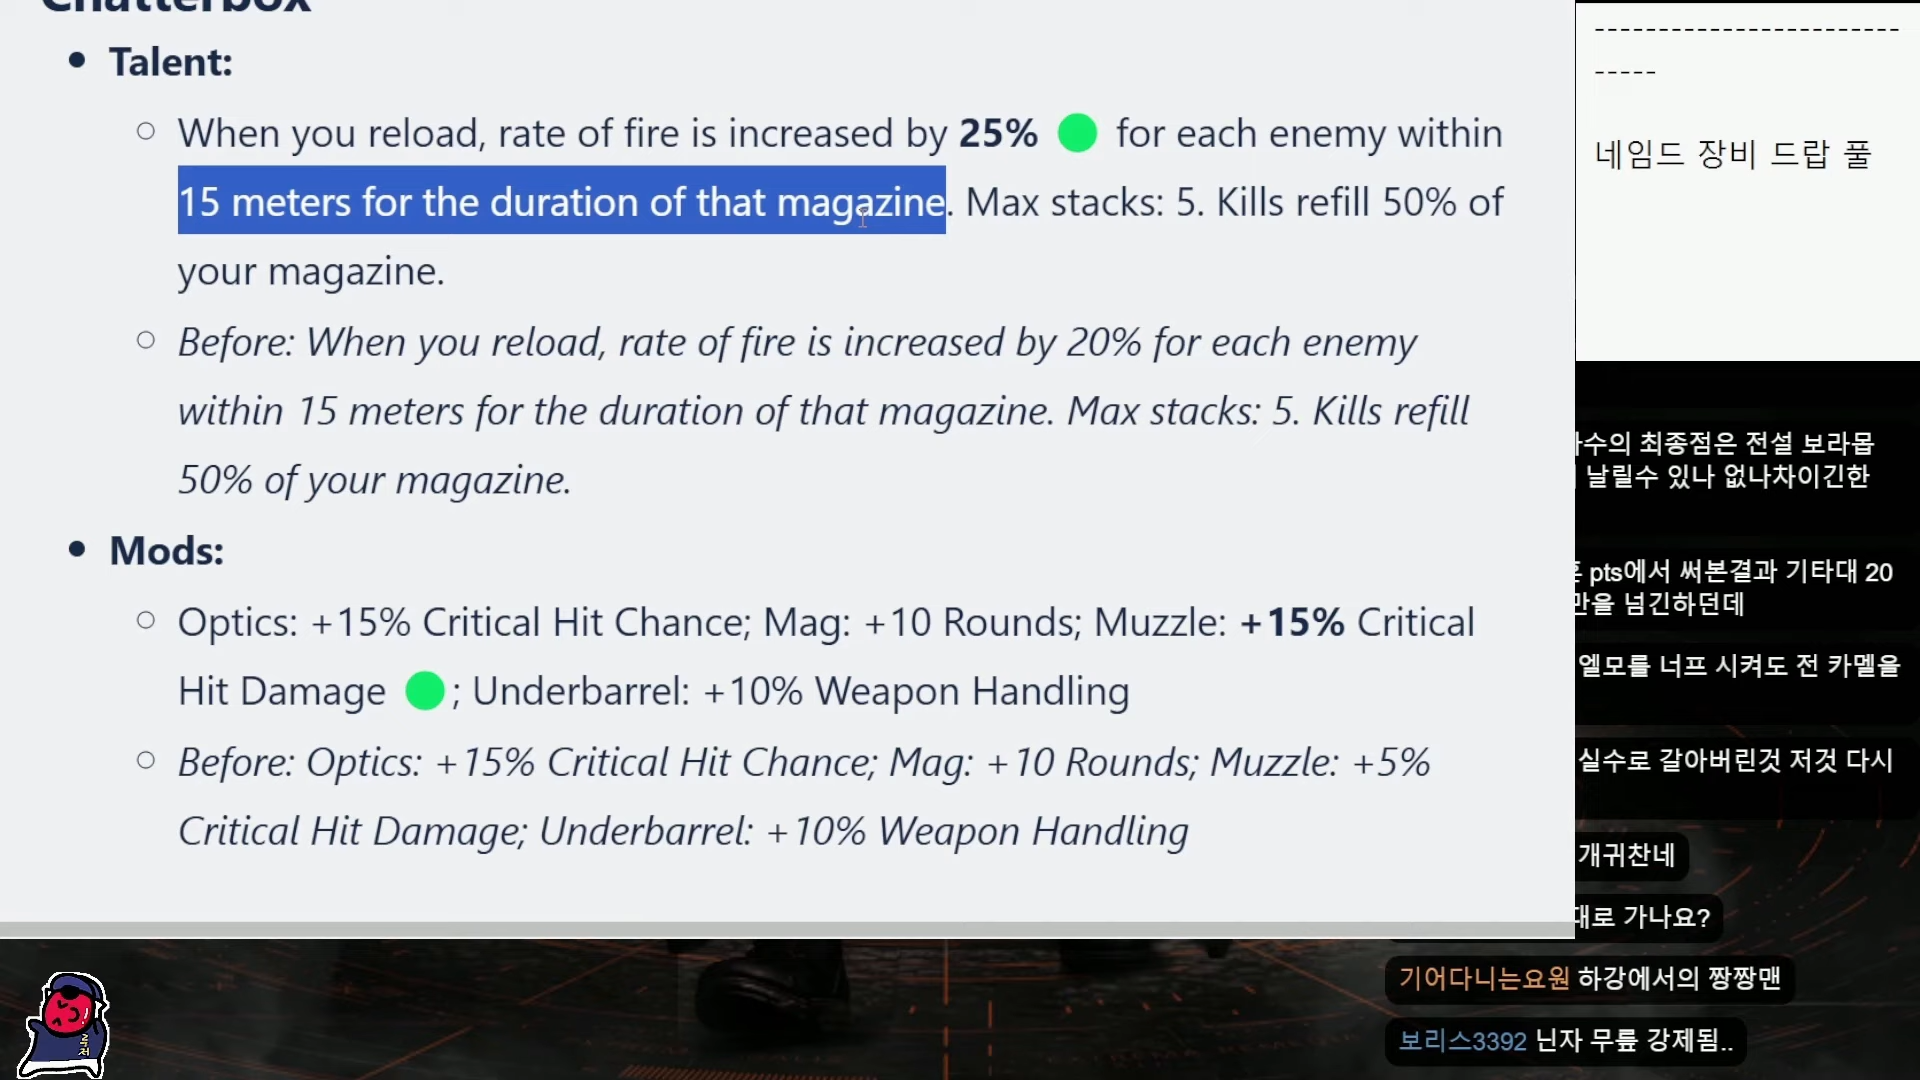 Chatterbox
Talent:
When you reload, rate of fire is increased by 25% for each enemy within
15 meters for the duration of that magazine. Max stacks: 5. Kills refill 50% of
your magazine.
Before: When you reload, rate of fire is increased by 20% for each enemy
within 15 meters for the duration of that magazine. Max stacks: 5. Kills refill
50% of your magazine.
Mods:
Optics: +15% Critical Hit Chance; Mag: +10 Rounds; Muzzle: +15% Critical
Hit Damage ; Underbarrel: +10% Weapon Handling
Before: Optics: +15% Critical Hit Chance; Mag: +10 Rounds; Muzzle: +5%
Critical Hit Damage; Underbarrel: +10% Weapon Handling
------------------------
-----
네임드 장비 드랍 풀
최종점은 전설 보라몹
날릴수 있나 없나차이긴한
pts에서 써본결과 기타대 20
넘긴하던데
엘모를 너프 시켜도 전 카멜을
실수로 갈아버린것 저것 다시
개귀찬네
가나요?
기어다니는요원 하강에서의 짱짱맨
보리스3392 닌자 무릎 강제됨..
루저